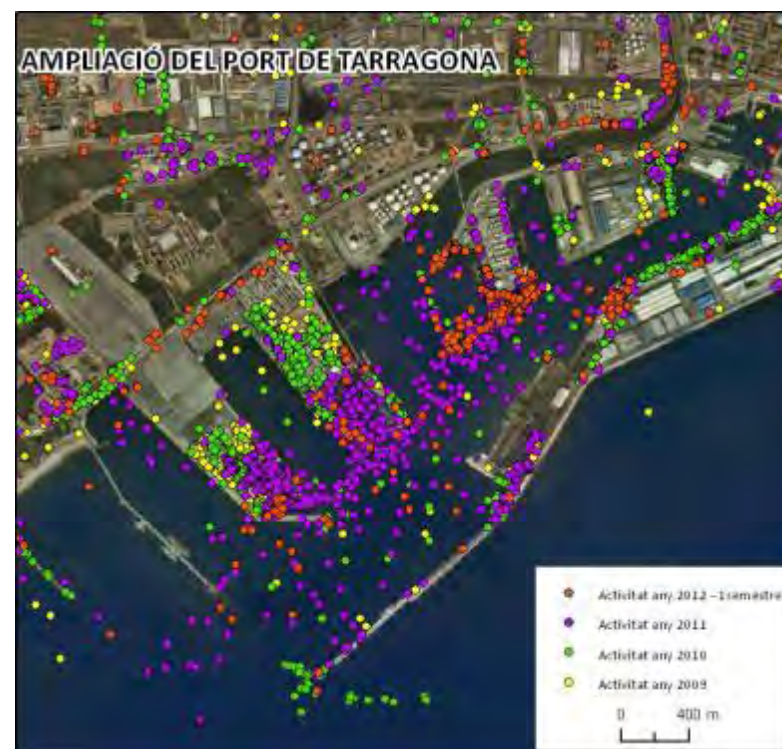 AMPLIACIÓ DEL PORT DE TARRAGONA
Activitat any 2012 -1semestre
Activitat any 2011
Activitat any 2010
Activitat any 2009
0 400 m